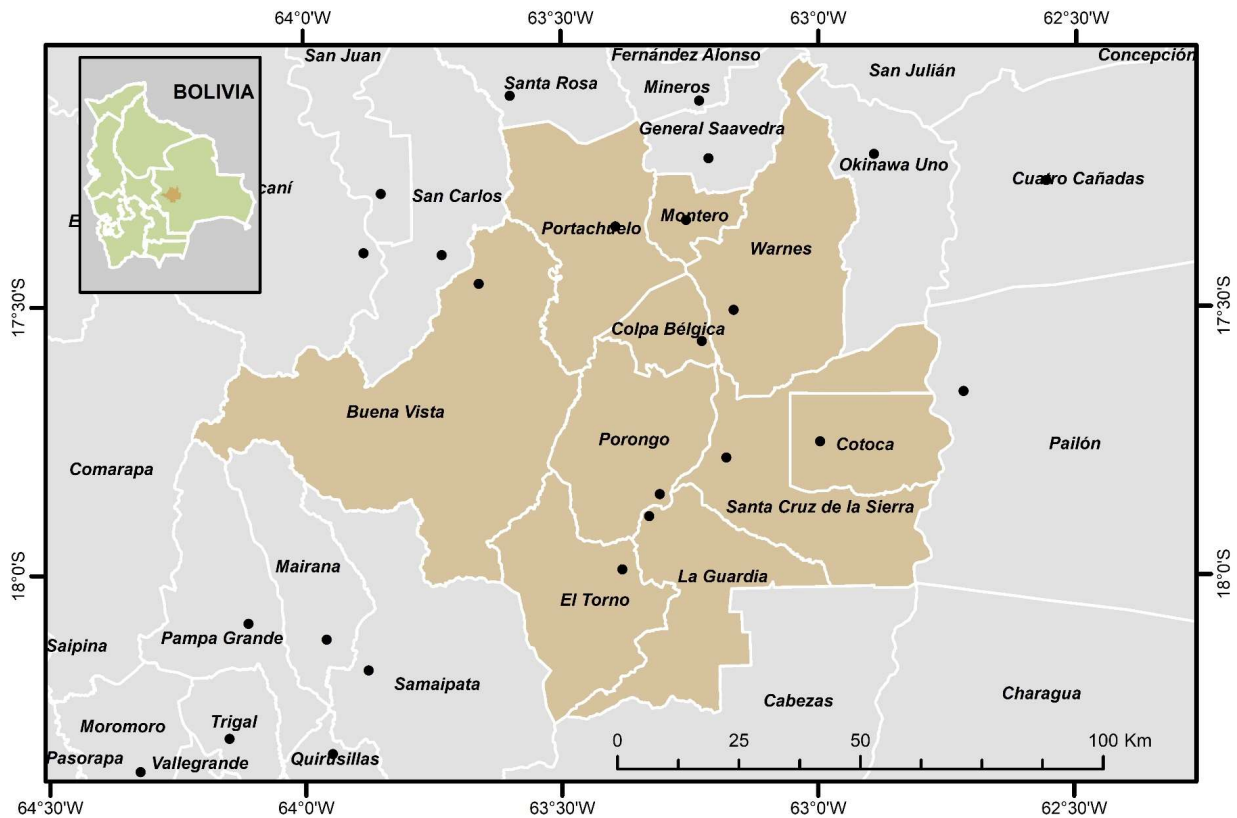 64°0'W 63°30'W 63°0'W 62°30'W
San Juan
Fernández Alonso
Concepción
San Julián
Santa Rosa
Mineros
BOLIVIA
General Saavedra
Okinawa Uno
Cuatro Cañadas
caní
San Carlos
E
Portachuelo
Montero
Warnes
17°30'S
17°30'S
Colpa Bélgica
Buena Vista
Porongo
Cotoca
Pailón
Comarapa
Santa Cruz de la Sierra
Mairana
18°0'S
18°0'S
La Guardia
El Torno
Pampa Grande
Saipina
Samaipata
Cabezas
Charagua
Moromoro
Trigal
Pasorapa
Vallegrande
Quirusillas
0 25 50 100 Km
64°30'W 64°0'W 63°30'W 63°0'W 62°30'W